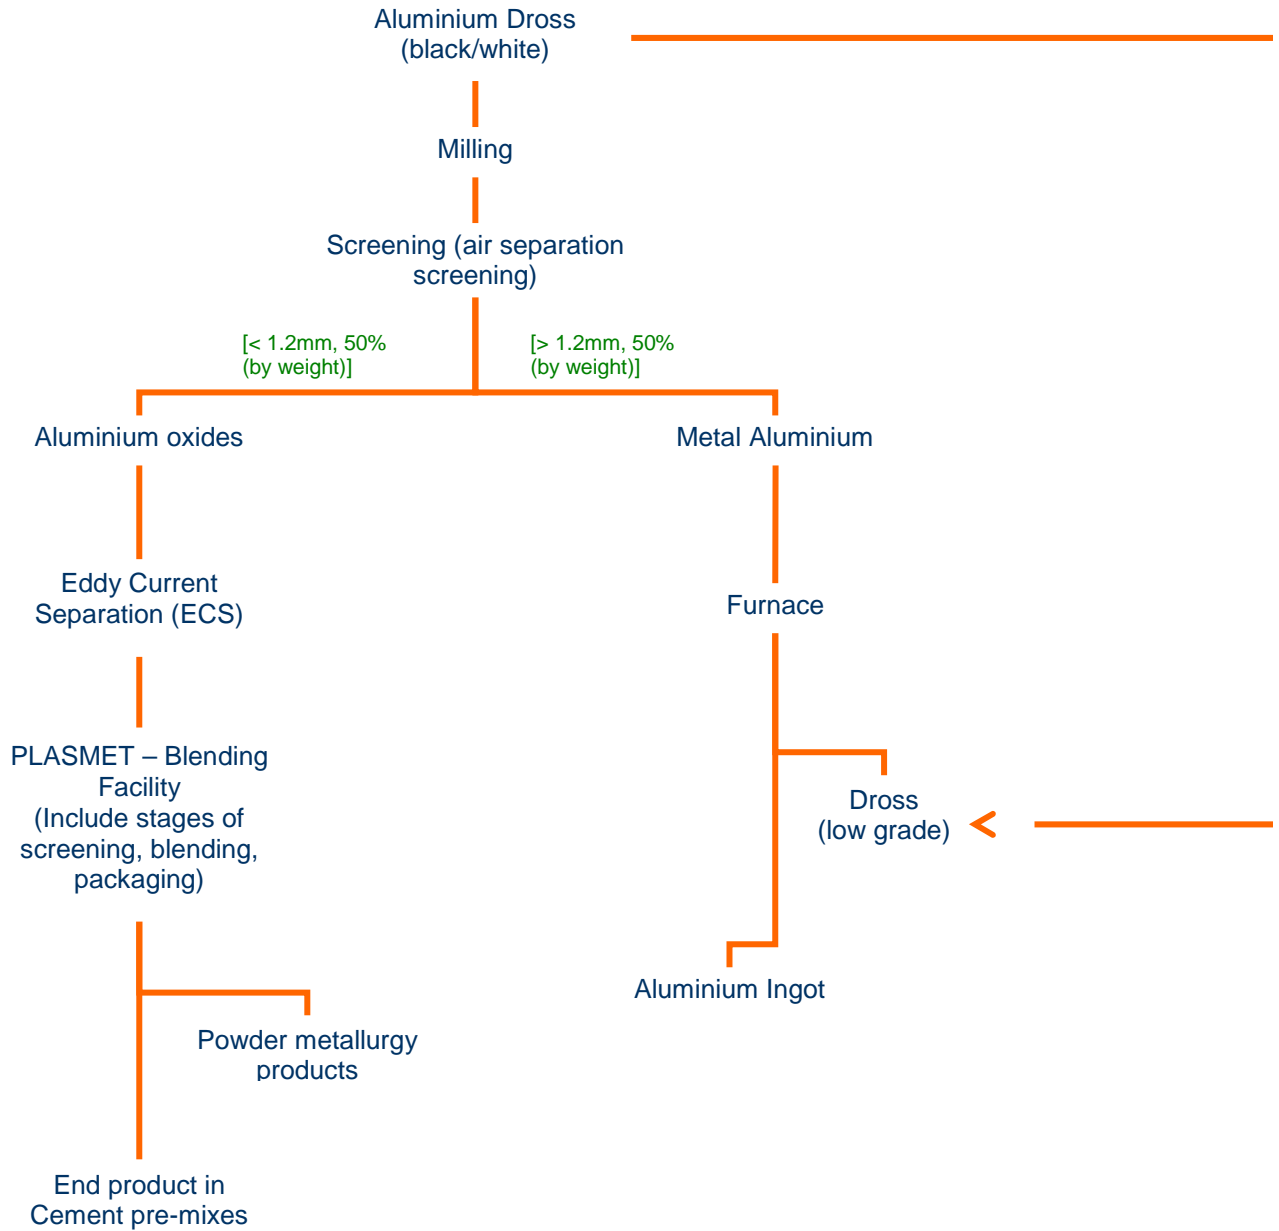 Aluminium Dross
(black/white)
Milling
Screening (air separation
screening)
[< 1.2mm, 50%
(by weight)]
[> 1.2mm, 50%
(by weight)]
Aluminium oxides
Metal Aluminium
Eddy Current
Separation (ECS)
Furnace
PLASMET – Blending
Facility
(Include stages of
screening, blending,
packaging)
Dross
(low grade)
Aluminium Ingot
Powder metallurgy
products
End product in
Cement pre-mixes